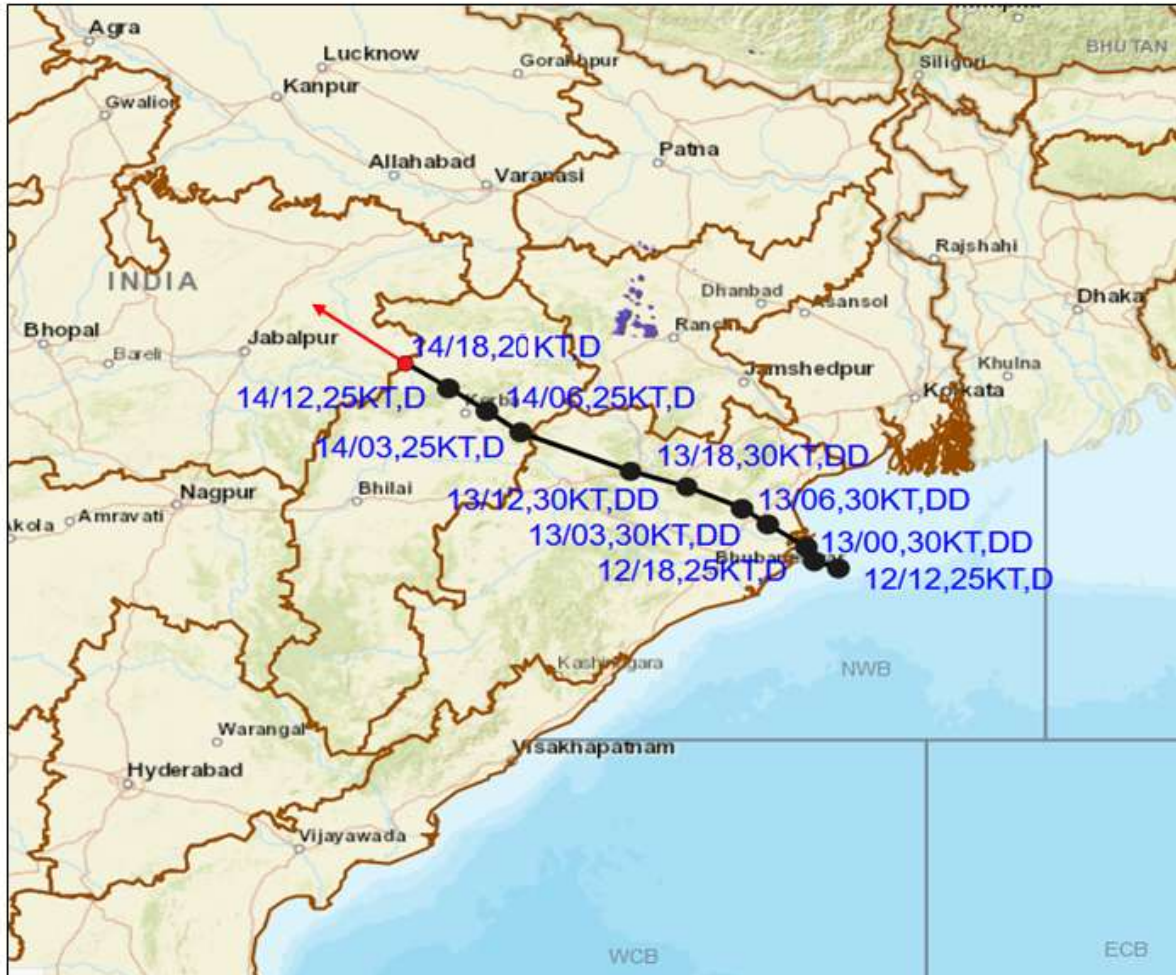 Agra
BHUTAN
Lucknow
Gorakhpur
Siliguri
Kanpur
Gwalior
Patna
Allahabad
Varanasi
Rajshahi
INDIA
Dhanbad
Dhaka
Asansol
Bhopal
Jabalpur
14/18,20KT,D
Ranchi
Bareli
Khulna
Jamshedpur
Kolkata
14/12,25KT,D
14/06,25KT,D
14/03,25KT,D
13/18,30KT,DD
Nagpur
Bhilai
13/12,30KT,DD
13/06,30KT,DD
Akola
Amravati
13/03,30KT,DD
13/00,30KT,DD
12/18,25KT,D
12/12,25KT,D
NWB
Warangal
Visakhapatnam
Hyderabad
Vijayawada
WCB
ECB